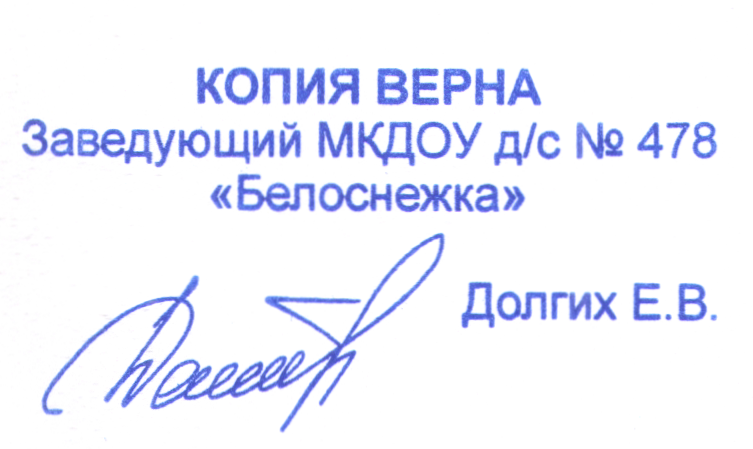 КОПИЯ ВЕРНА
Заведующий МКДОУ д/с № 478
«Белоснежка»
Долгих Е.В.